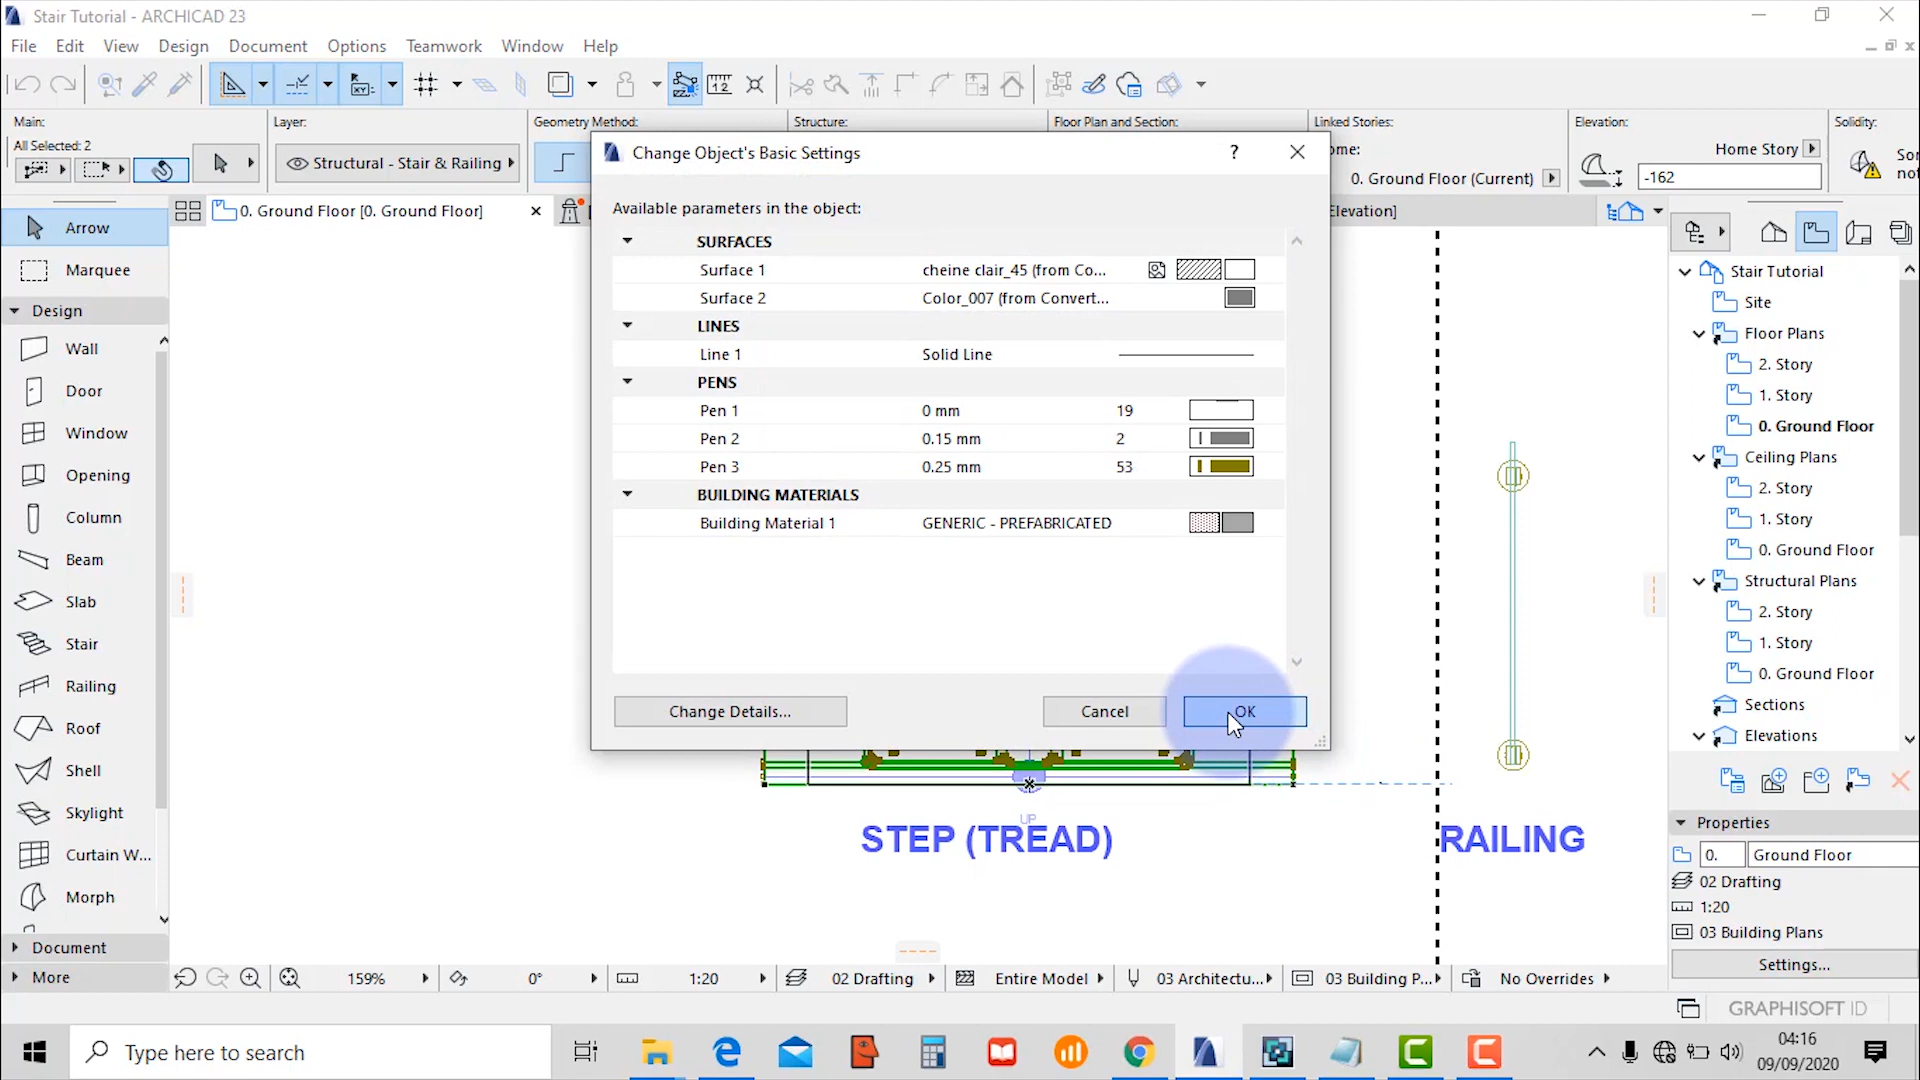 Stair Tutorial - ARCHICAD 23
File Edit View Design Document Options Teamwork Window Help
Main:
All Selected: 2
Layer:
Structural - Stair & Railing
Geometry Method:
Structure:
Floor Plan and Section:
Linked Stories:
ome:
0. Ground Floor (Current)
Elevation:
Home Story
-162
Solidity:
Sor
no
0. Ground Floor [0. Ground Floor]
Elevation]
Arrow
Marquee
Design
Wall
Door
Window
Opening
Column
Beam
Slab
Stair
Railing
Roof
Shell
Skylight
Curtain W...
Morph
Document
More
Change Object's Basic Settings
?
Available parameters in the object:
SURFACES
Surface 1 cheine clair_45 (from Co...
Surface 2 Color_007 (from Convert...
LINES
Line 1 Solid Line
PENS
Pen 1 0 mm 19
Pen 2 0.15 mm 2
Pen 3 0.25 mm 53
BUILDING MATERIALS
Building Material 1 GENERIC - PREFABRICATED
Change Details...
Cancel
OK
UP
STEP (TREAD)
RAILING
Stair Tutorial
Site
Floor Plans
2. Story
1. Story
0. Ground Floor
Ceiling Plans
2. Story
1. Story
0. Ground Floor
Structural Plans
2. Story
1. Story
0. Ground Floor
Sections
Elevations
Properties
0. Ground Floor
02 Drafting
1:20
03 Building Plans
Settings...
159% 0° 1:20 02 Drafting Entire Model 03 Architectu... 03 Building P... No Overrides
GRAPHISOFT ID
Type here to search
04:16
09/09/2020